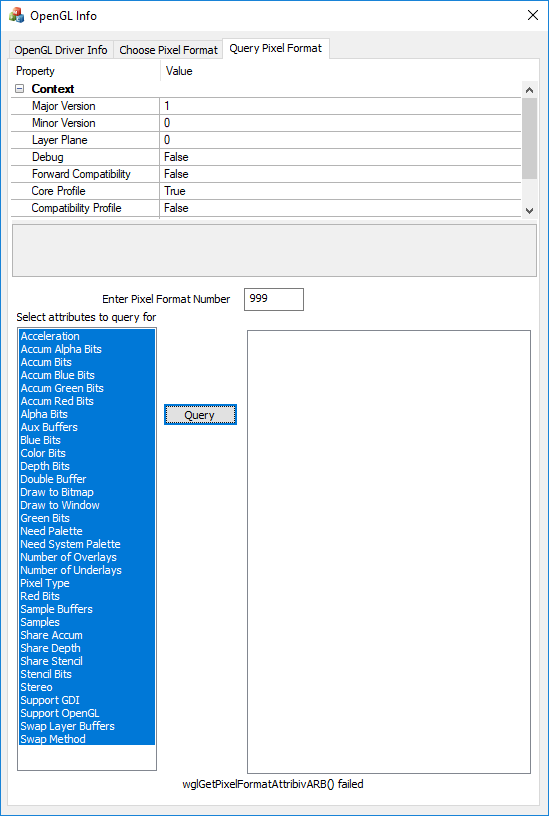 OpenGL Info
OpenGL Driver Info Choose Pixel Format Query Pixel Format
Property Value
Context
Major Version 1
Minor Version 0
Layer Plane 0
Debug False
Forward Compatibility False
Core Profile True
Compatibility Profile False
Enter Pixel Format Number 999
Select attributes to query for
Acceleration
Accum Alpha Bits
Accum Bits
Accum Blue Bits
Accum Green Bits
Accum Red Bits
Alpha Bits
Aux Buffers
Blue Bits
Color Bits
Depth Bits
Double Buffer
Draw to Bitmap
Draw to Window
Green Bits
Need Palette
Need System Palette
Number of Overlays
Number of Underlays
Pixel Type
Red Bits
Sample Buffers
Samples
Share Accum
Share Depth
Share Stencil
Stencil Bits
Stereo
Support GDI
Support OpenGL
Swap Layer Buffers
Swap Method
Query
wglGetPixelFormatAttribivARB() failed